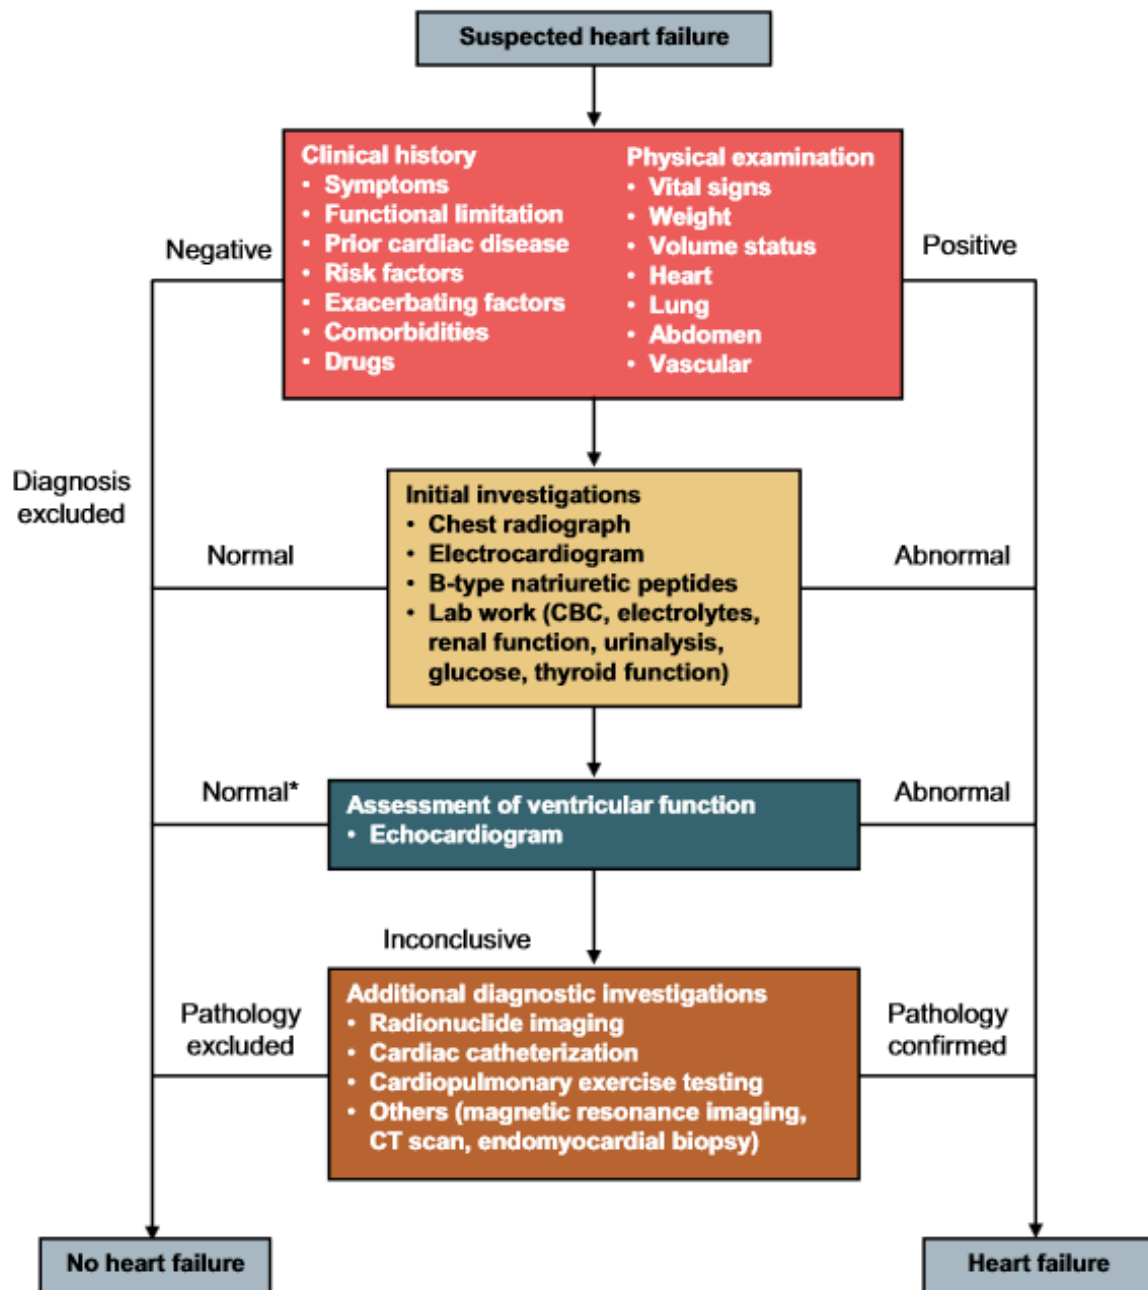 Suspected heart failure
Clinical history
• Symptoms
• Functional limitation
• Prior cardiac disease
• Risk factors
• Exacerbating factors
• Comorbidities
• Drugs
Physical examination
• Vital signs
• Weight
• Volume status
• Heart
• Lung
• Abdomen
• Vascular
Negative
Positive
Diagnosis
excluded
Initial investigations
• Chest radiograph
• Electrocardiogram
• B-type natriuretic peptides
• Lab work (CBC, electrolytes,
renal function, urinalysis,
glucose, thyroid function)
Normal
Abnormal
Assessment of ventricular function
• Echocardiogram
Normal*
Abnormal
Inconclusive
Additional diagnostic investigations
• Radionuclide imaging
• Cardiac catheterization
• Cardiopulmonary exercise testing
• Others (magnetic resonance imaging,
CT scan, endomyocardial biopsy)
Pathology
excluded
Pathology
confirmed
No heart failure
Heart failure